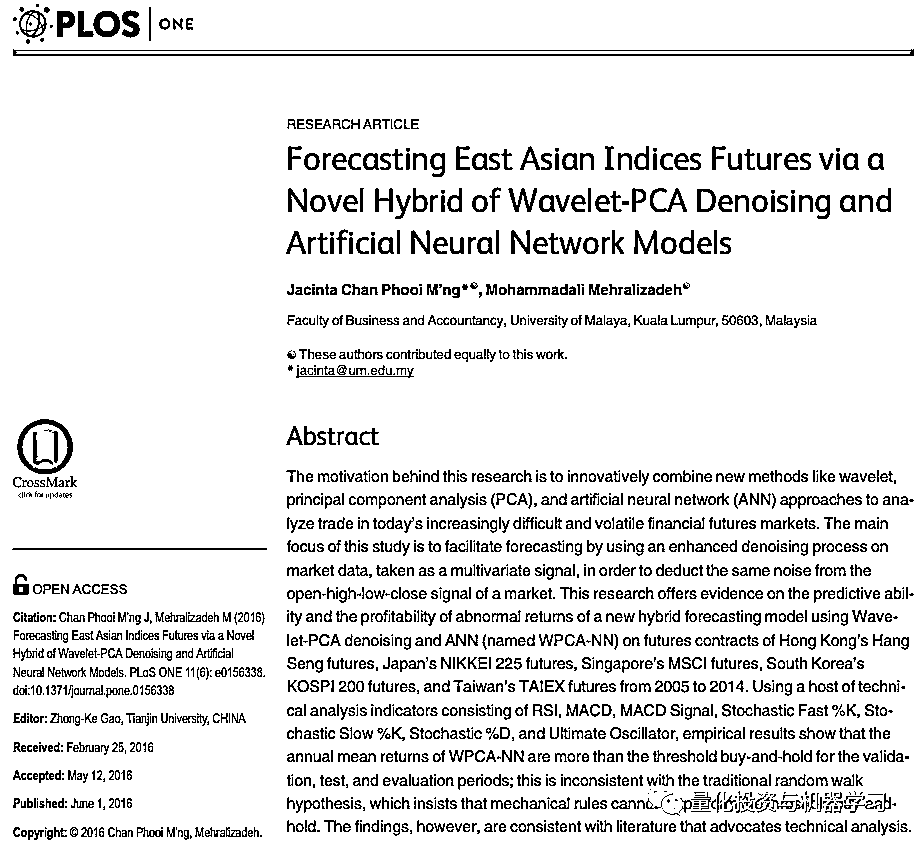 PLOS ONE
RESEARCH ARTICLE
Forecasting East Asian Indices Futures via a
Novel Hybrid of Wavelet-PCA Denoising and
Artificial Neural Network Models
Jacinta Chan Phooi M'ng*☯, Mohammadali Mehralizadeh☯
Faculty of Business and Accountancy, University of Malaya, Kuala Lumpur, 50603, Malaysia
☯ These authors contributed equally to this work.
* jacinta@um.edu.my
Abstract
The motivation behind this research is to innovatively combine new methods like wavelet,
principal component analysis (PCA), and artificial neural network (ANN) approaches to ana-
lyze trade in today's increasingly difficult and volatile financial futures markets. The main
focus of this study is to facilitate forecasting by using an enhanced denoising process on
market data, taken as a multivariate signal, in order to deduct the same noise from the
open-high-low-close signal of a market. This research offers evidence on the predictive abil-
ity and the profitability of abnormal returns of a new hybrid forecasting model using Wave-
let-PCA denoising and ANN (named WPCA-NN) on futures contracts of Hong Kong's Hang
Seng futures, Japan's NIKKEI 225 futures, Singapore's MSCI futures, South Korea's
KOSPI 200 futures, and Taiwan's TAIEX futures from 2005 to 2014. Using a host of techni-
cal analysis indicators consisting of RSI, MACD, MACD Signal, Stochastic Fast %K, Sto-
chastic Slow %K, Stochastic %D, and Ultimate Oscillator, empirical results show that the
annual mean returns of WPCA-NN are more than the threshold buy-and-hold for the valida-
tion, test, and evaluation periods; this is inconsistent with the traditional random walk
hypothesis, which insists that mechanical rules
hold. The findings, however, are consistent with literature that advocates technical analysis.
量化投资与机器学习
CrossMark
click for updates
OPEN ACCESS
Citation: Chan Phooi M'ng J, Mehralizadeh M (2016)
Forecasting East Asian Indices Futures via a Novel
Hybrid of Wavelet-PCA Denoising and Artificial
Neural Network Models. PLoS ONE 11(6): e0156338.
doi:10.1371/journal.pone.0156338
Editor: Zhong-Ke Gao, Tianjin University, CHINA
Received: February 25, 2016
Accepted: May 12, 2016
Published: June 1, 2016
Copyright: © 2016 Chan Phooi M'ng, Mehralizadeh.